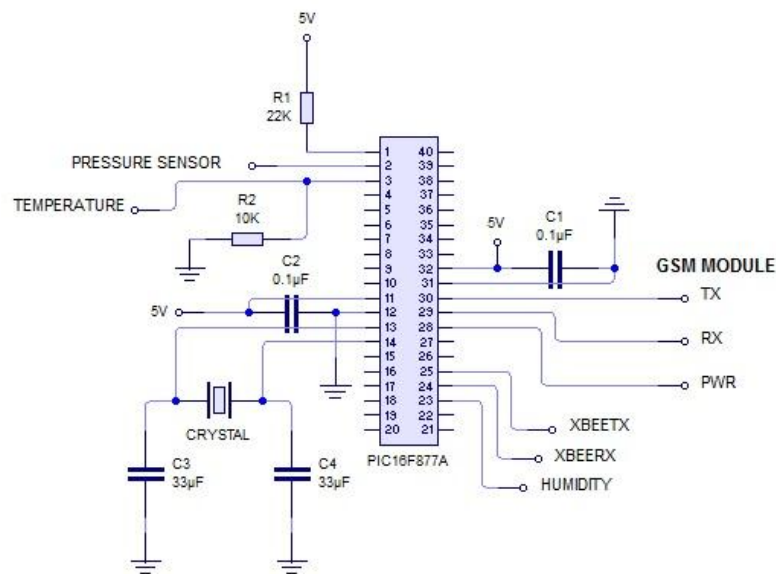 5V
R1
22K
PRESSURE SENSOR
TEMPERATURE
R2
10K
C2
0.1µF
5V
1
2
3
4
5
6
7
8
9
10
11
12
13
14
15
16
17
18
19
20
40
39
38
37
36
35
34
33
32
31
30
29
28
27
26
25
24
23
22
21
PIC16F877A
5V
C1
0.1µF
GSM MODULE
TX
RX
PWR
XBEETX
XBEERX
HUMIDITY
CRYSTAL
C3
33µF
C4
33µF